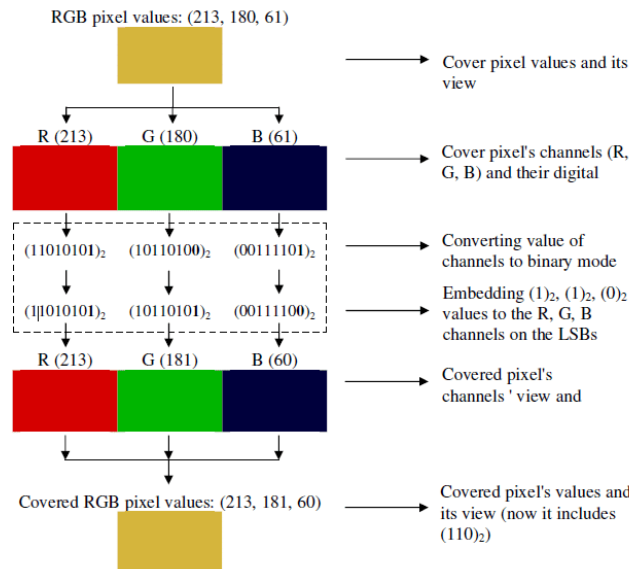 RGB pixel values: (213, 180, 61)
Cover pixel values and its
view
R (213) G (180) B (61)
Cover pixel's channels (R,
G, B) and their digital
(11010101)₂ (10110100)₂ (00111101)₂
Converting value of
channels to binary mode
(1|1010101)₂ (10110101)₂ (00111100)₂
Embedding (1)₂, (1)₂, (0)₂
values to the R, G, B
channels on the LSBs
R (213) G (181) B (60)
Covered pixel's
channels ' view and
Covered RGB pixel values: (213, 181, 60)
Covered pixel's values and
its view (now it includes
(110)₂)